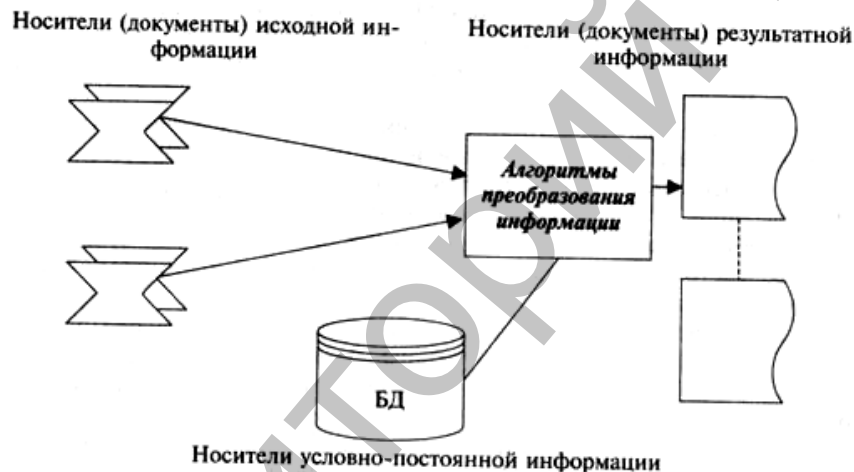 Носители (документы) исходной ин-
формации
Носители (документы) результатной
информации
Алгоритмы
преобразования
информации
БД
Носители условно-постоянной информации